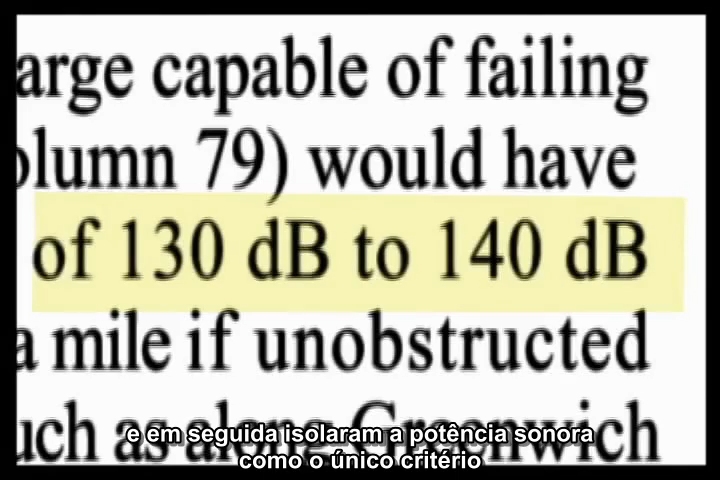 arge capable of failing
olumn 79) would have
of 130 dB to 140 dB
a mile if unobstructed
uch as along Greenwich
e em seguida isolaram a potência sonora
como o único critério